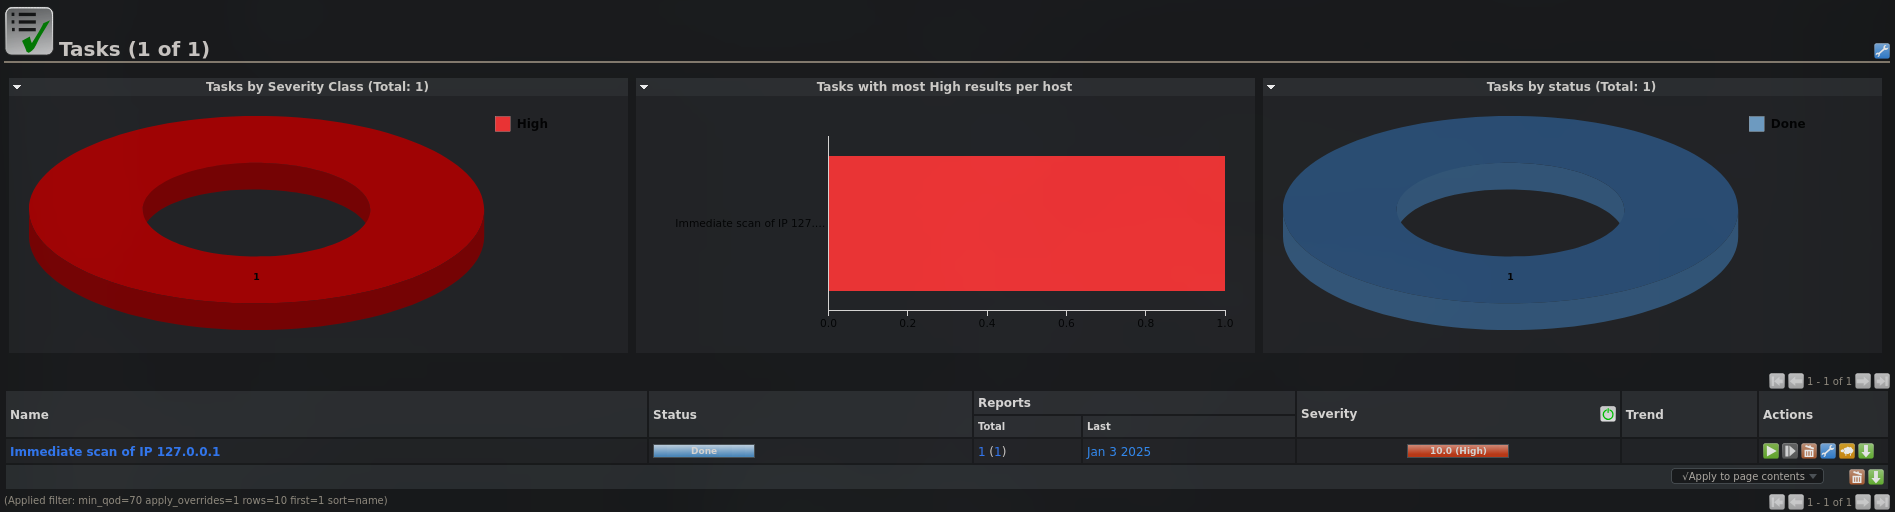 Tasks (1 of 1)
Tasks by Severity Class (Total: 1)
High
1
Tasks with most High results per host
Immediate scan of IP 127....
0.0 0.2 0.4 0.6 0.8 1.0
Tasks by status (Total: 1)
Done
1
1 - 1 of 1
Name Status Reports Severity Trend Actions
Total Last
Immediate scan of IP 127.0.0.1 Done 1 (1) Jan 3 2025 10.0 (High)
√Apply to page contents
(Applied filter: min_qod=70 apply_overrides=1 rows=10 first=1 sort=name)
1 - 1 of 1